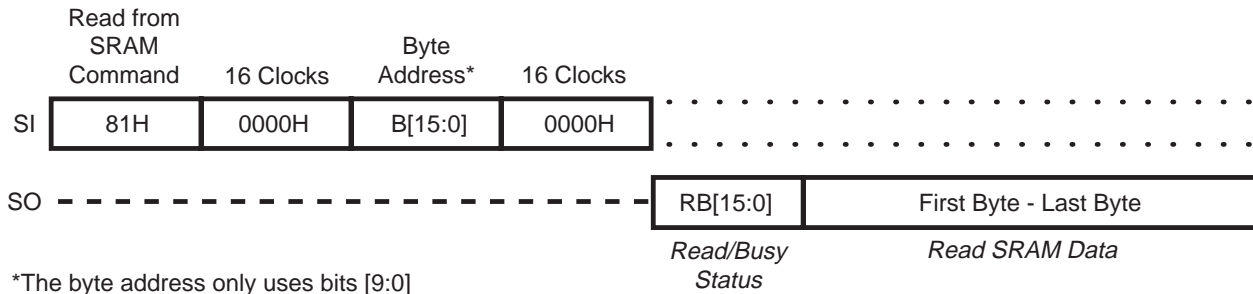 Read from
SRAM
Command
16 Clocks
Byte
Address*
16 Clocks
SI
81H
0000H
B[15:0]
0000H
SO
RB[15:0]
First Byte - Last Byte
Read/Busy
Status
Read SRAM Data
*The byte address only uses bits [9:0]